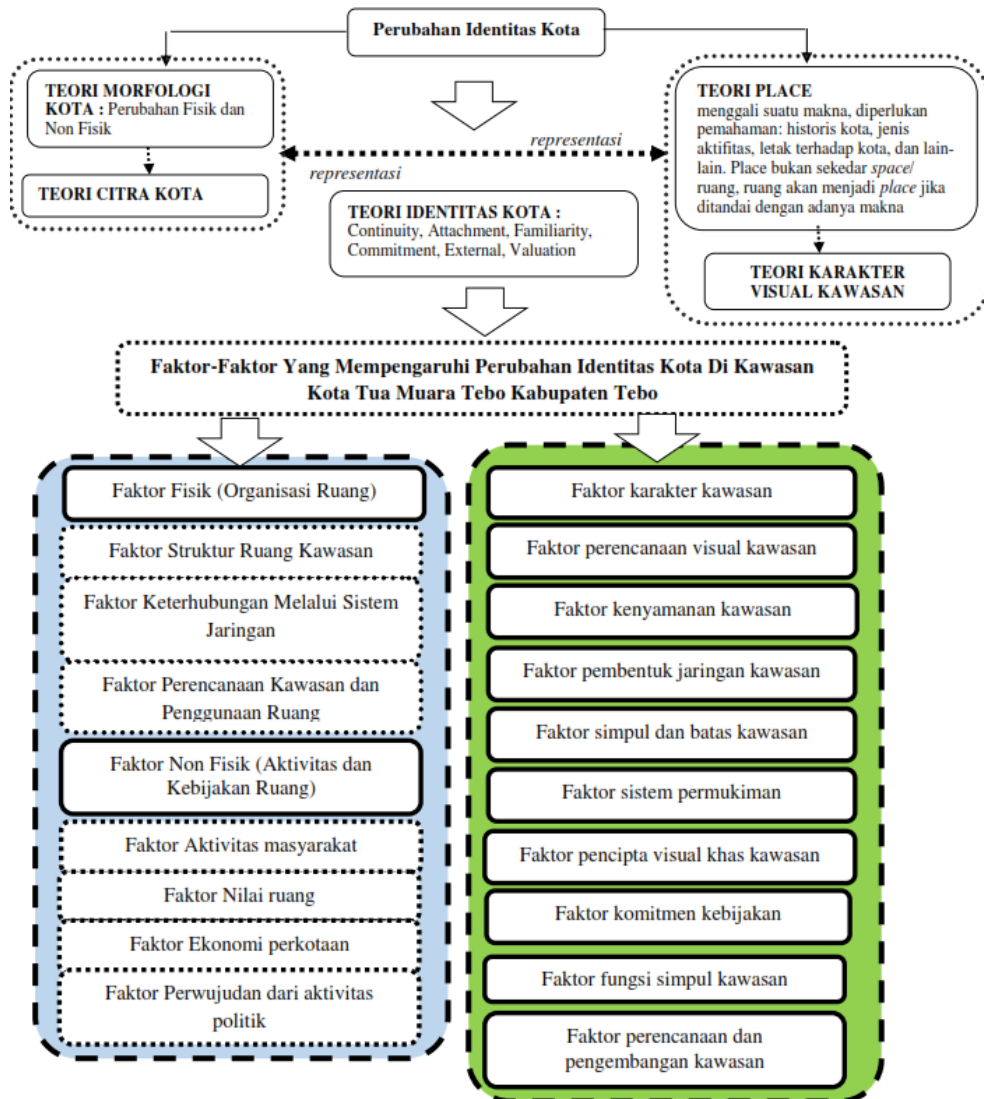 Perubahan Identitas Kota
TEORI MORFOLOGI
KOTA : Perubahan Fisik dan
Non Fisik
TEORI CITRA KOTA
representasi
representasi
TEORI IDENTITAS KOTA :
Continuity, Attachment, Familiarity,
Commitment, External, Valuation
TEORI PLACE
menggali suatu makna, diperlukan
pemahaman: historis kota, jenis
aktifitas, letak terhadap kota, dan lain-
lain. Place bukan sekedar space/
ruang, ruang akan menjadi place jika
ditandai dengan adanya makna
TEORI KARAKTER
VISUAL KAWASAN
Faktor-Faktor Yang Mempengaruhi Perubahan Identitas Kota Di Kawasan
Kota Tua Muara Tebo Kabupaten Tebo
Faktor Fisik (Organisasi Ruang)
Faktor Struktur Ruang Kawasan
Faktor Keterhubungan Melalui Sistem
Jaringan
Faktor Perencanaan Kawasan dan
Penggunaan Ruang
Faktor Non Fisik (Aktivitas dan
Kebijakan Ruang)
Faktor Aktivitas masyarakat
Faktor Nilai ruang
Faktor Ekonomi perkotaan
Faktor Perwujudan dari aktivitas
politik
Faktor karakter kawasan
Faktor perencanaan visual kawasan
Faktor kenyamanan kawasan
Faktor pembentuk jaringan kawasan
Faktor simpul dan batas kawasan
Faktor sistem permukiman
Faktor pencipta visual khas kawasan
Faktor komitmen kebijakan
Faktor fungsi simpul kawasan
Faktor perencanaan dan
pengembangan kawasan